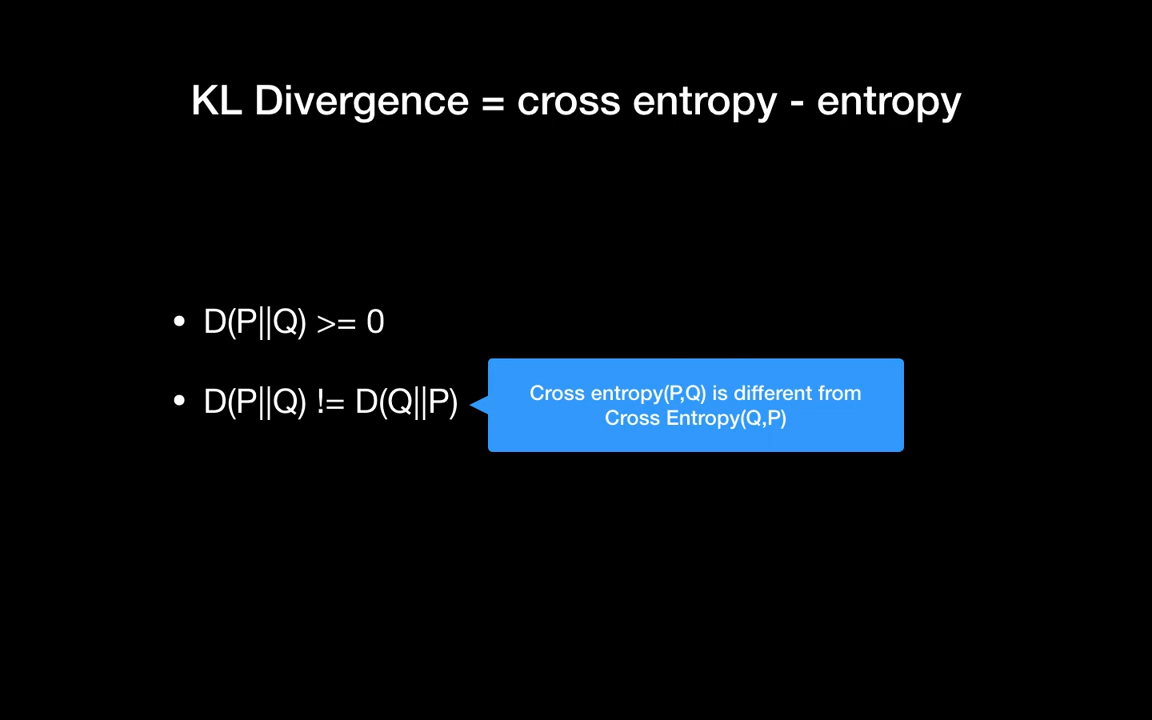 KL Divergence = cross entropy - entropy
• D(P||Q) >= 0
• D(P||Q) != D(Q||P)
Cross entropy(P,Q) is different from
Cross Entropy(Q,P)